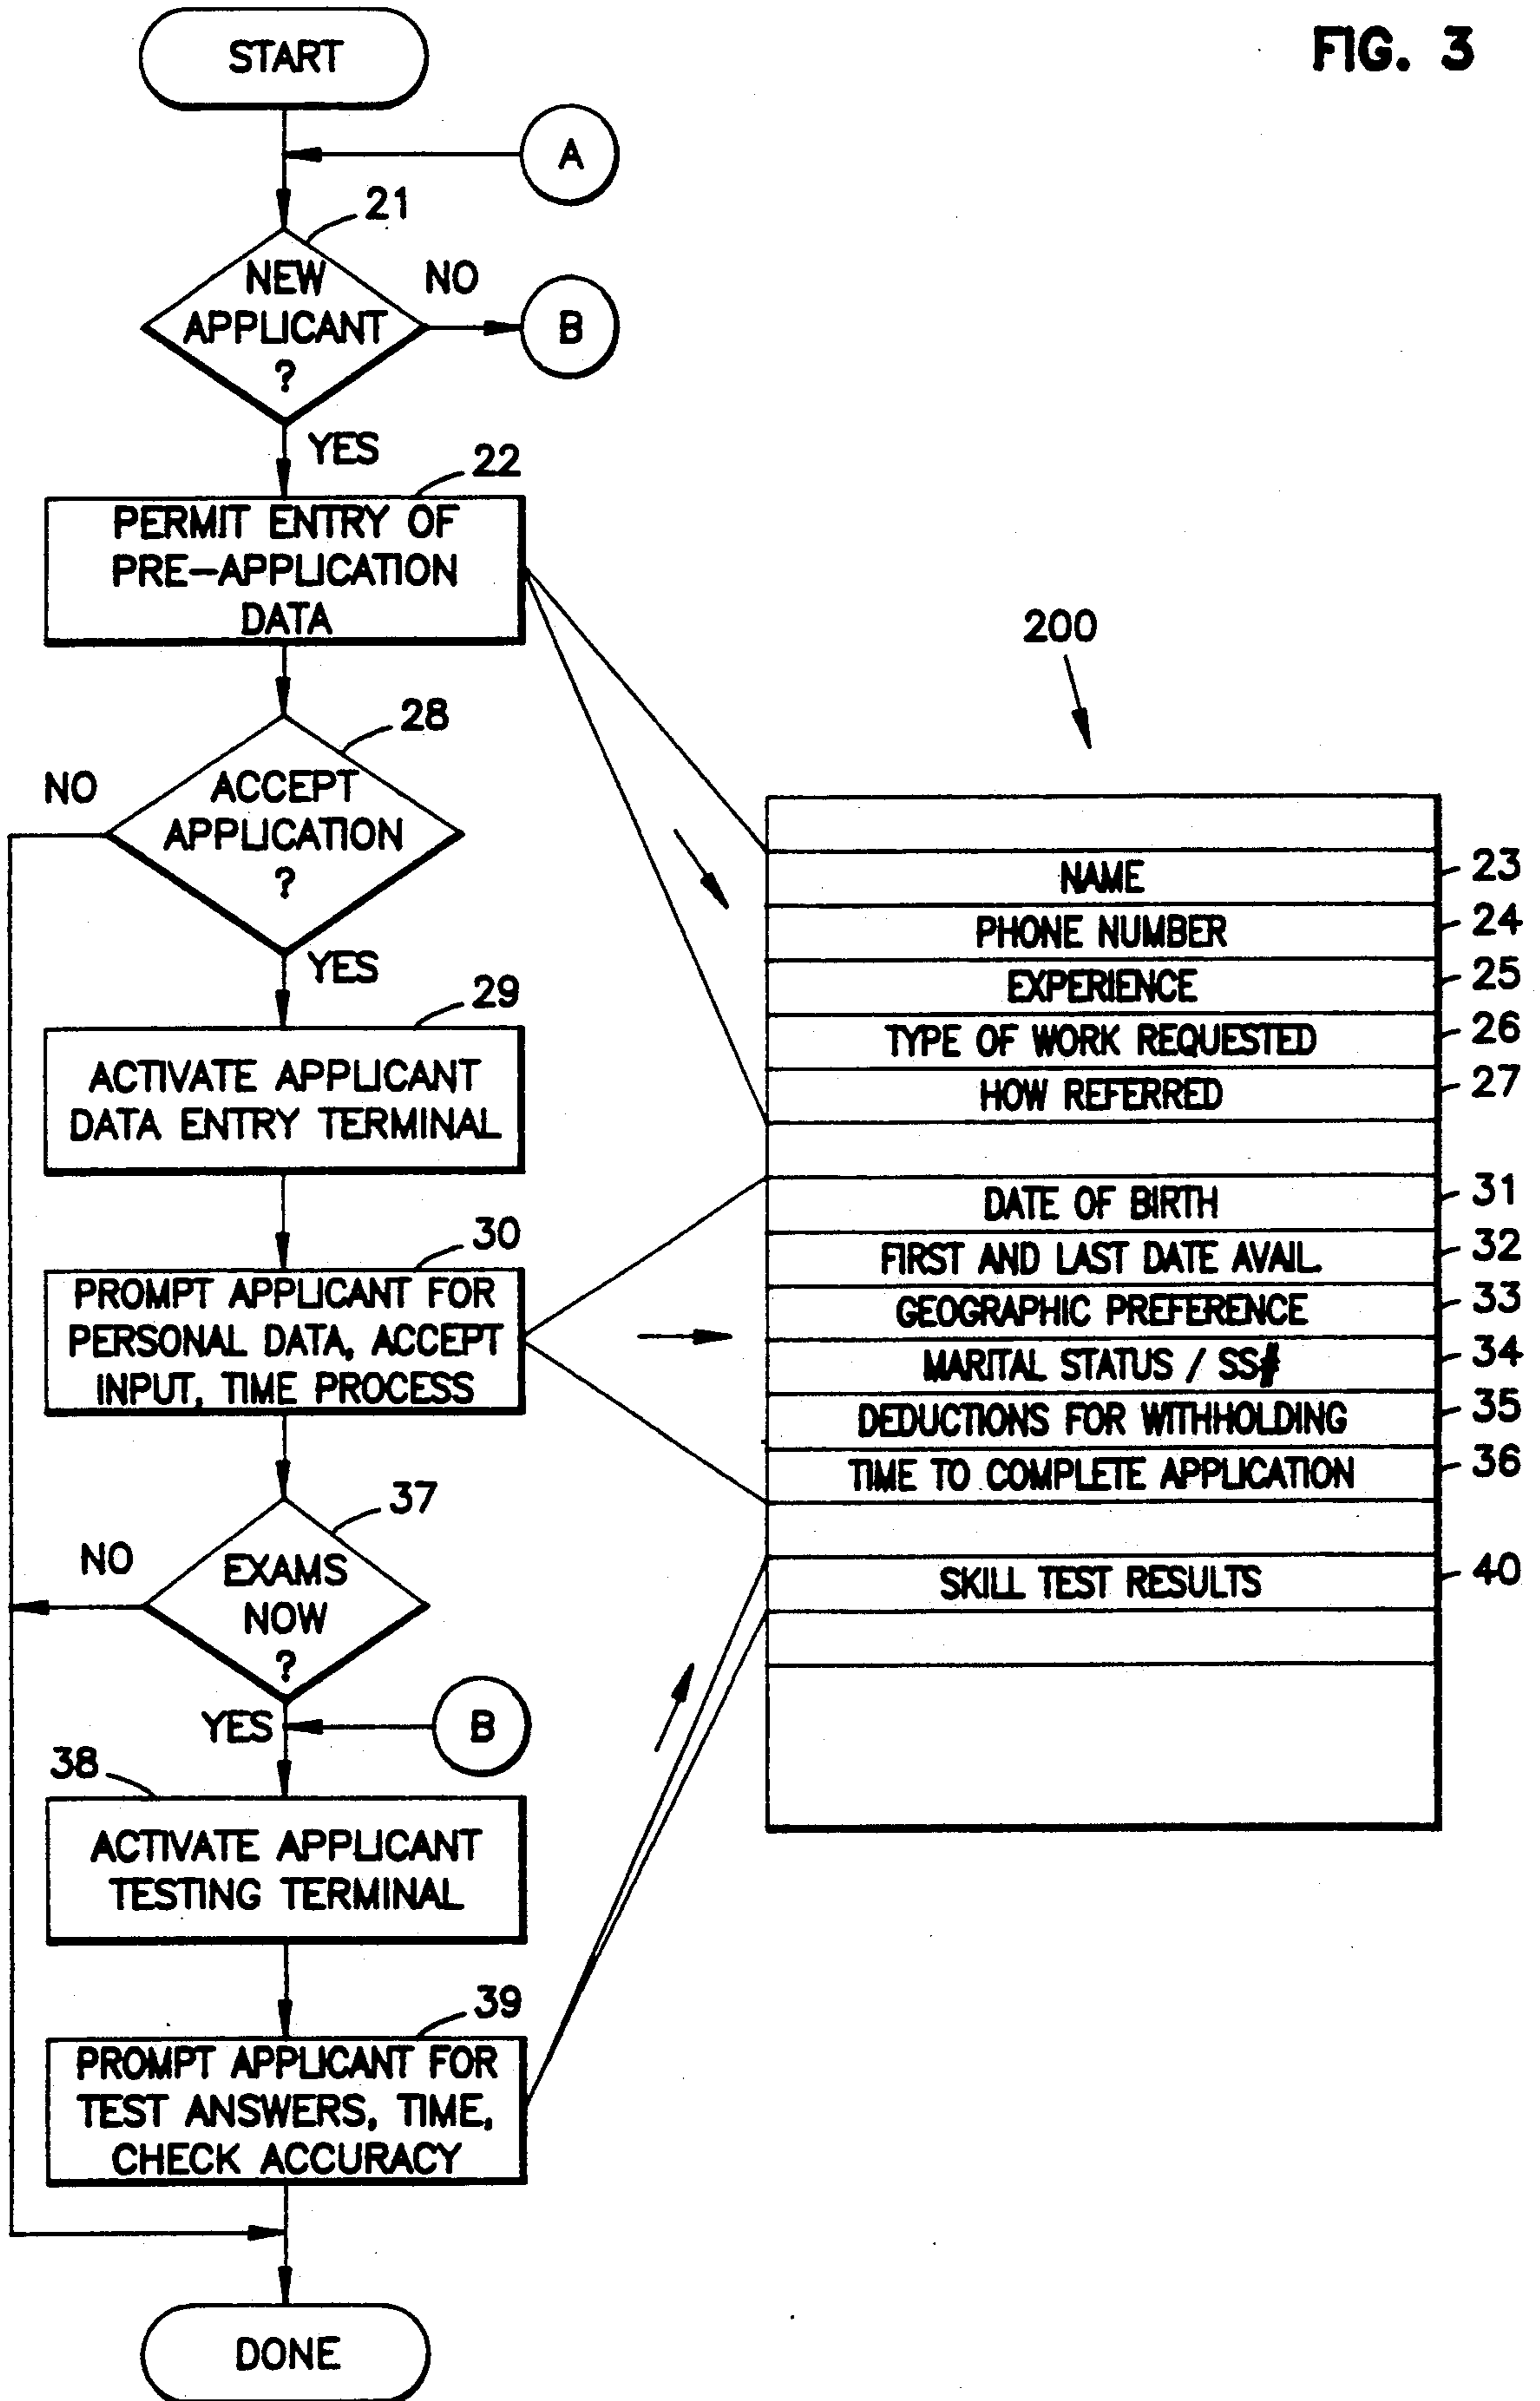 FIG. 3
START
A
21
NEW
APPLICANT
?
NO
B
YES
22
PERMIT ENTRY OF
PRE-APPLICATION
DATA
28
NO
ACCEPT
APPLICATION
?
YES
29
ACTIVATE APPLICANT
DATA ENTRY TERMINAL
30
PROMPT APPLICANT FOR
PERSONAL DATA, ACCEPT
INPUT, TIME PROCESS
37
NO
EXAMS
NOW
?
YES
B
38
ACTIVATE APPLICANT
TESTING TERMINAL
39
PROMPT APPLICANT FOR
TEST ANSWERS, TIME,
CHECK ACCURACY
DONE
200
NAME 23
PHONE NUMBER 24
EXPERIENCE 25
TYPE OF WORK REQUESTED 26
HOW REFERRED 27
DATE OF BIRTH 31
FIRST AND LAST DATE AVAIL. 32
GEOGRAPHIC PREFERENCE 33
MARITAL STATUS / SS# 34
DEDUCTIONS FOR WITHHOLDING 35
TIME TO COMPLETE APPLICATION 36
SKILL TEST RESULTS 40